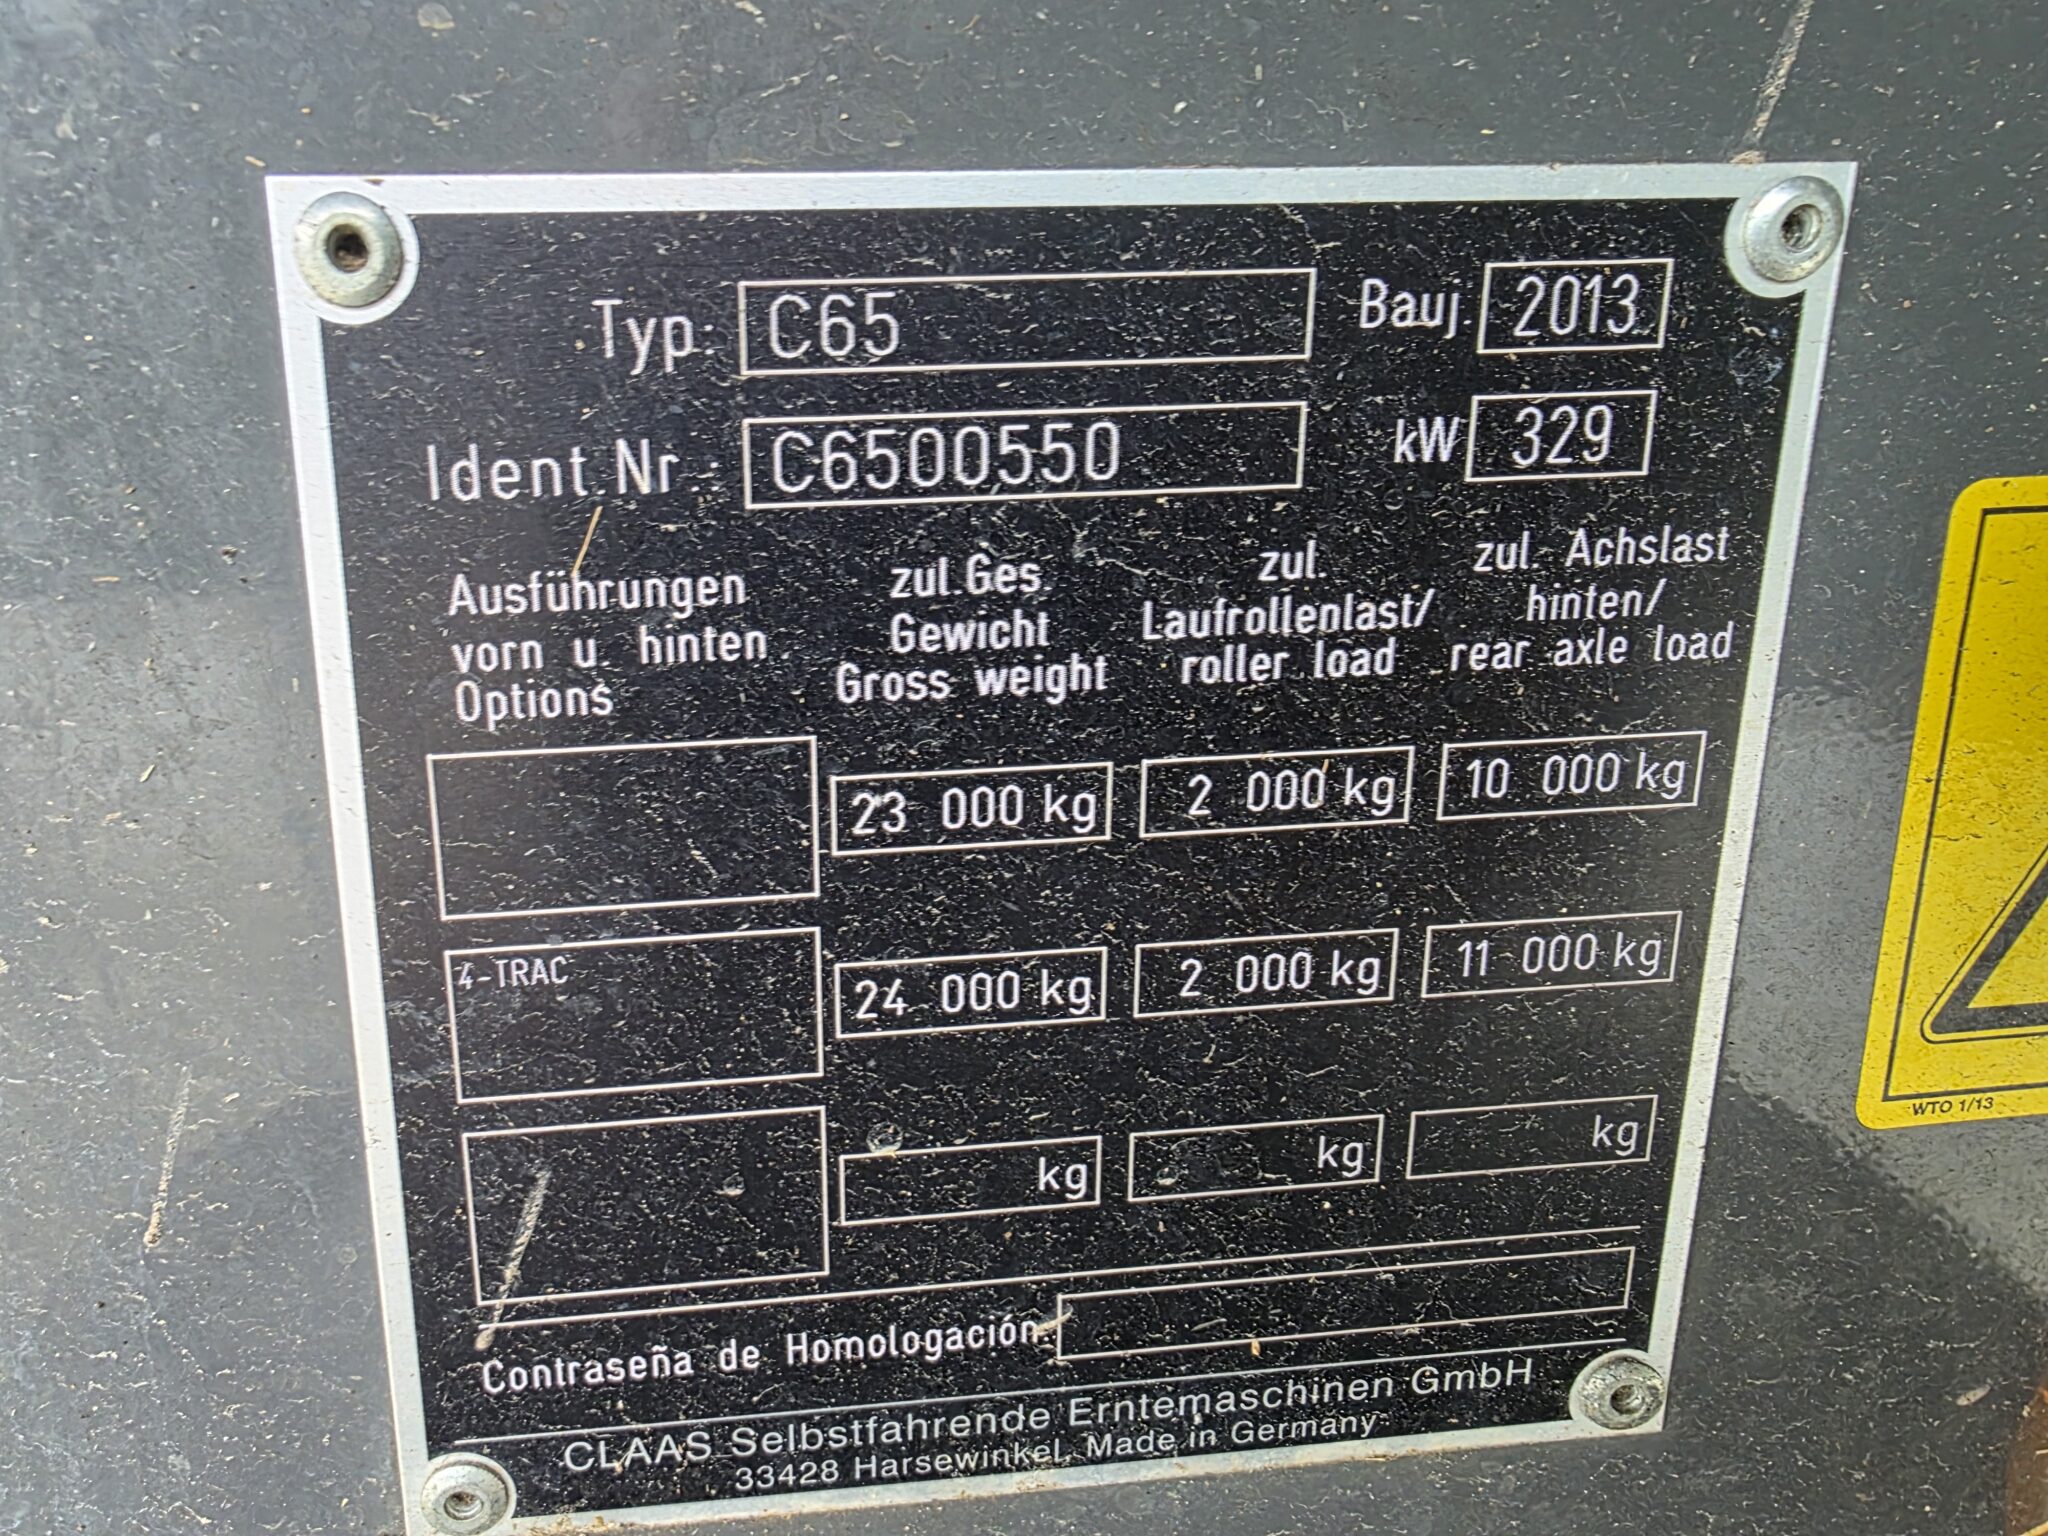 Typ: C65 Bauj. 2013
Ident.Nr.: C6500550 kW 329
Ausführungen
vorn u. hinten
Options
zul.Ges.
Gewicht
Gross weight
zul.
Laufrollenlast/
roller load
zul. Achslast
hinten/
rear axle load
23 000 kg 2 000 kg 10 000 kg
4-TRAC 24 000 kg 2 000 kg 11 000 kg
kg kg kg
Contraseña de Homologación:
CLAAS Selbstfahrende Erntemaschinen GmbH
33428 Harsewinkel, Made in Germany
WTO 1/13